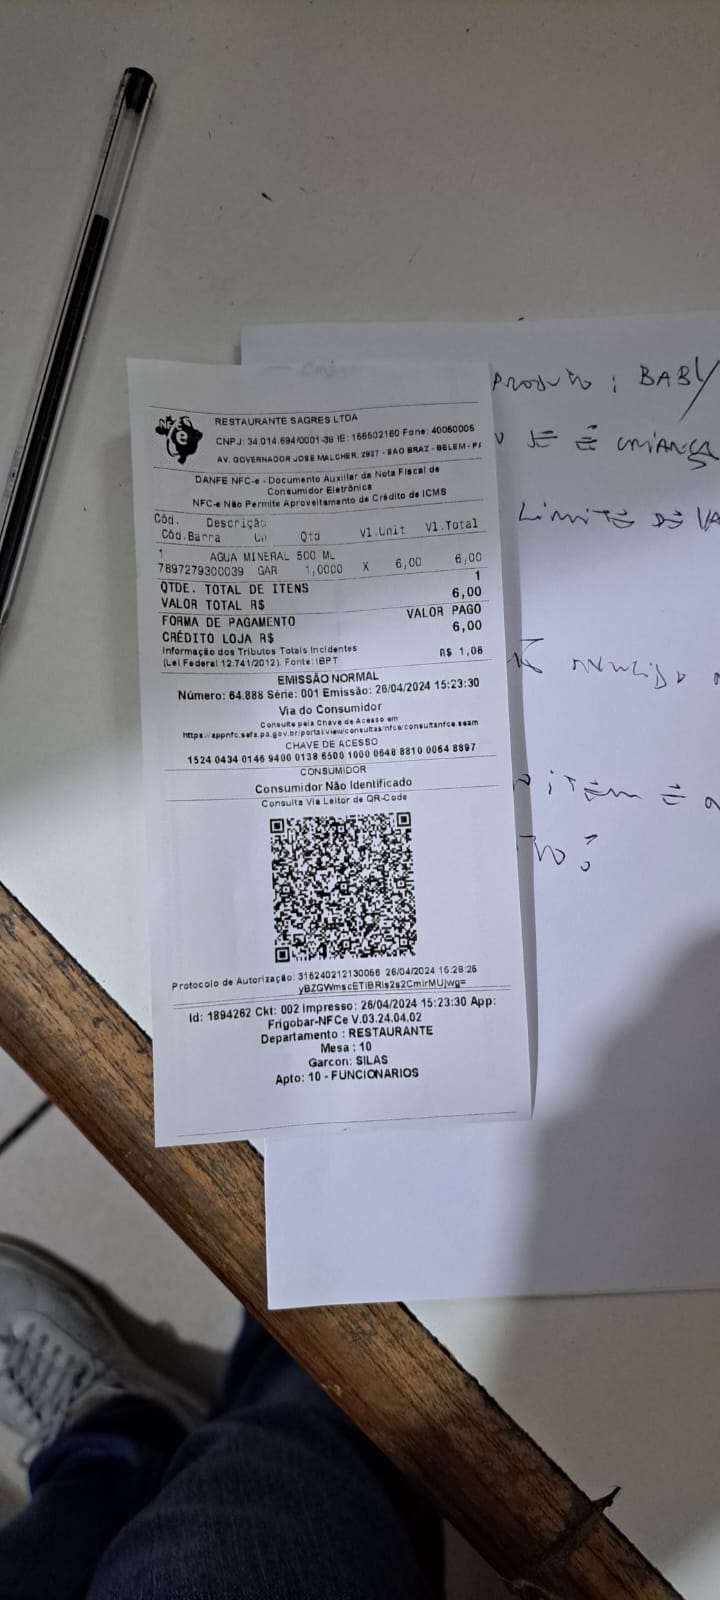 NFC
e
RESTAURANTE SAGRES LTDA
CNPJ: 34.014.694/0001-38 IE: 156502160 Fone: 40050005
AV. GOVERNADOR JOSE MALCHER, 2927 - SAO BRAZ - BELEM - P
DANFE NFC-e - Documento Auxiliar da Nota Fiscal de
Consumidor Eletrônica
NFC-e Não Permite Aproveitamento de Crédito de ICMS
Cód. Descrição
Cód.Barra Un Qtd Vl.Unit Vl.Total
1 AGUA MINERAL 500 ML
7897279300039 GAR 1,0000 X 6,00 6,00
QTDE. TOTAL DE ITENS 1
VALOR TOTAL R$ 6,00
FORMA DE PAGAMENTO VALOR PAGO
CRÉDITO LOJA R$ 6,00
Informação dos Tributos Totais Incidentes
(Lei Federal 12.741/2012). Fonte: IBPT R$ 1,08
EMISSÃO NORMAL
Número: 64.888 Série: 001 Emissão: 26/04/2024 15:23:30
Via do Consumidor
Consulte pela Chave de Acesso em
https://appnfc.sefa.pa.gov.br/portal/view/consultas/nfce/consultanfce.seam
CHAVE DE ACESSO
1524 0434 0146 9400 0138 6500 1000 0648 8810 0064 8897
CONSUMIDOR
Consumidor Não Identificado
Consulta Via Leitor de QR-Code
Protocolo de Autorização: 315240212130056 26/04/2024 15:28:25
Id: 1894262 Ckt: 002 Impresso: 26/04/2024 15:23:30 App:
Frigobar-NFCe V.03.24.04.02
Departamento : RESTAURANTE
Mesa : 10
Garcon: SILAS
Apto: 10 - FUNCIONARIOS
PRODUTO : BABY
SE É CRIANÇA
LIMITE DE VA
ITEM É